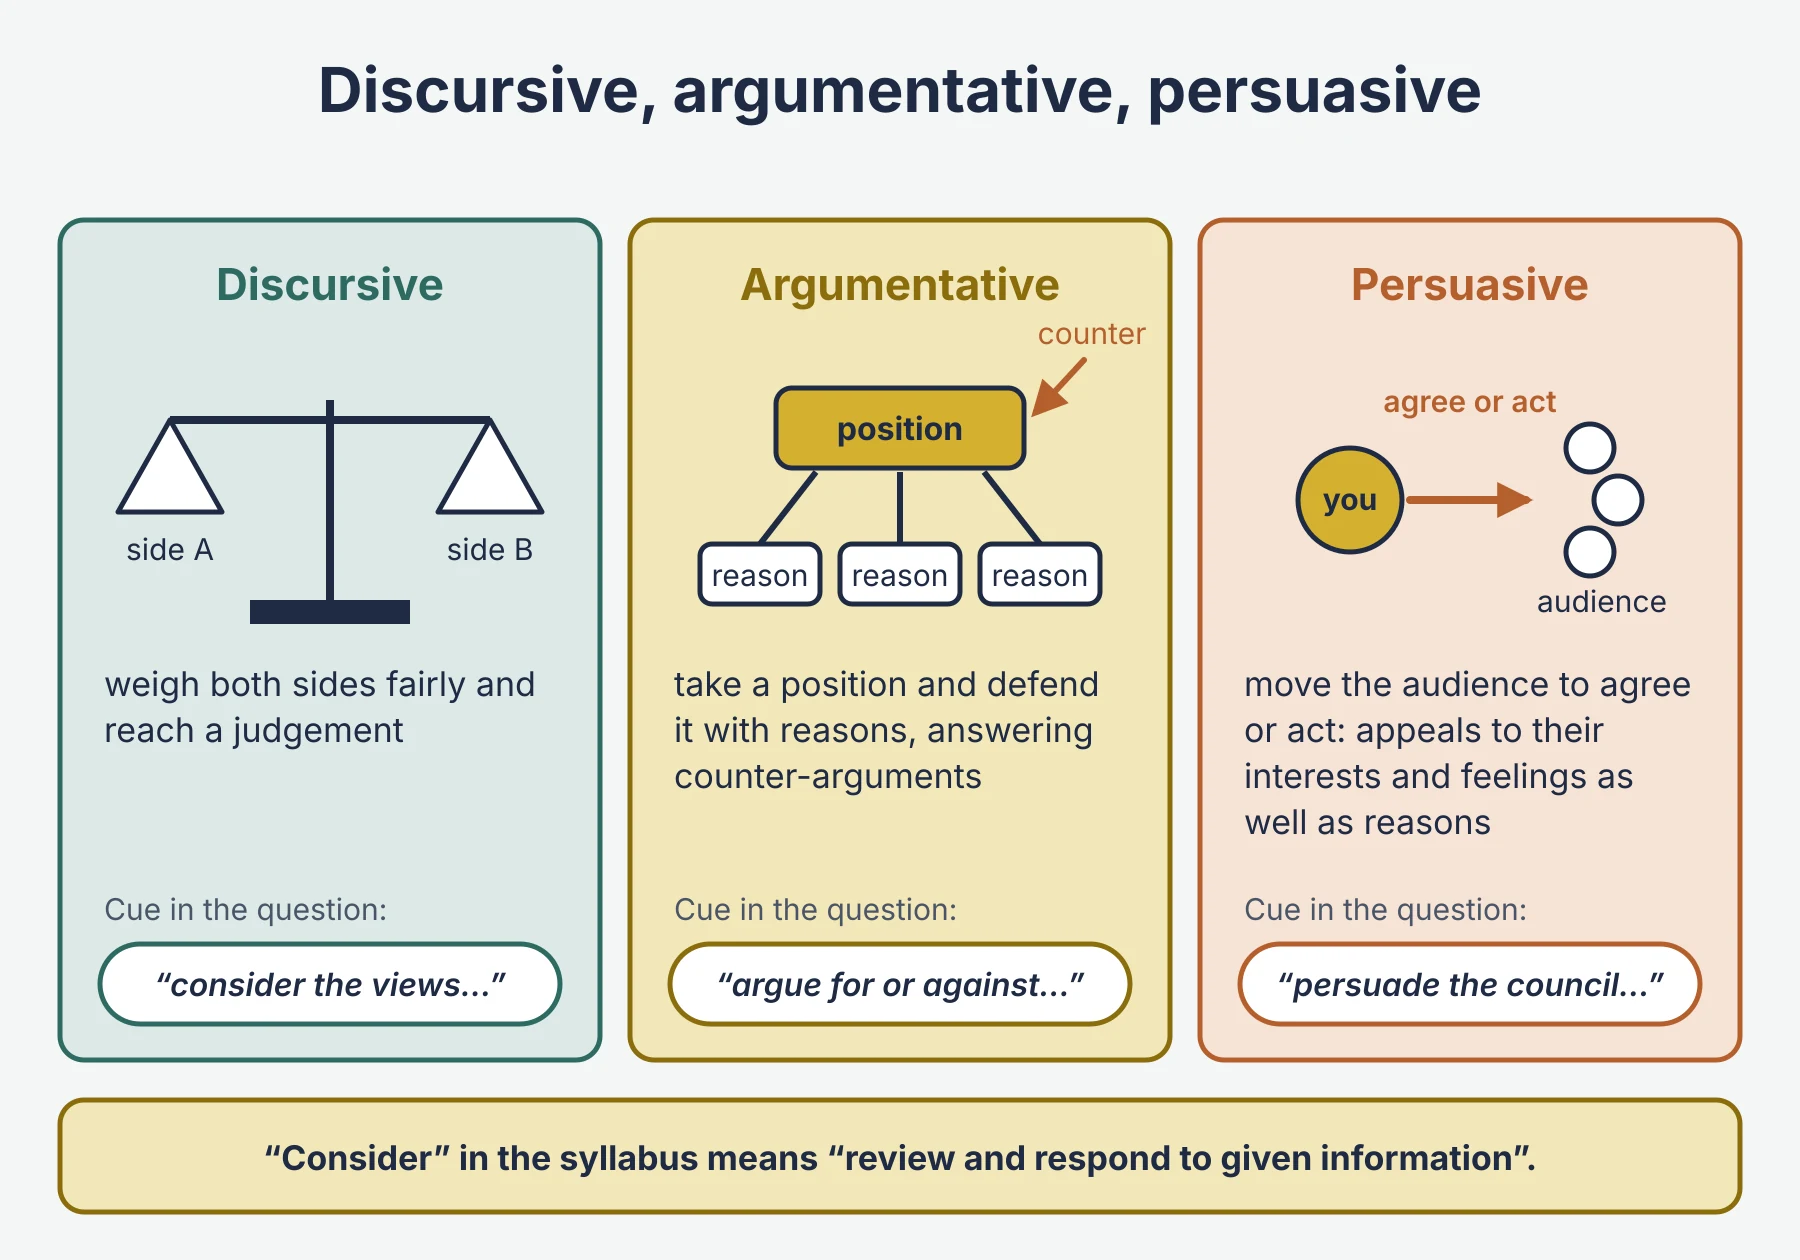 Discursive, argumentative, persuasive
Discursive
side A
side B
weigh both sides fairly and
reach a judgement
Cue in the question:
“consider the views…”
Argumentative
counter
position
reason
reason
reason
take a position and defend
it with reasons, answering
counter-arguments
Cue in the question:
“argue for or against…”
Persuasive
agree or act
you
audience
move the audience to agree
or act: appeals to their
interests and feelings as
well as reasons
Cue in the question:
“persuade the council…”
“Consider” in the syllabus means “review and respond to given information”.